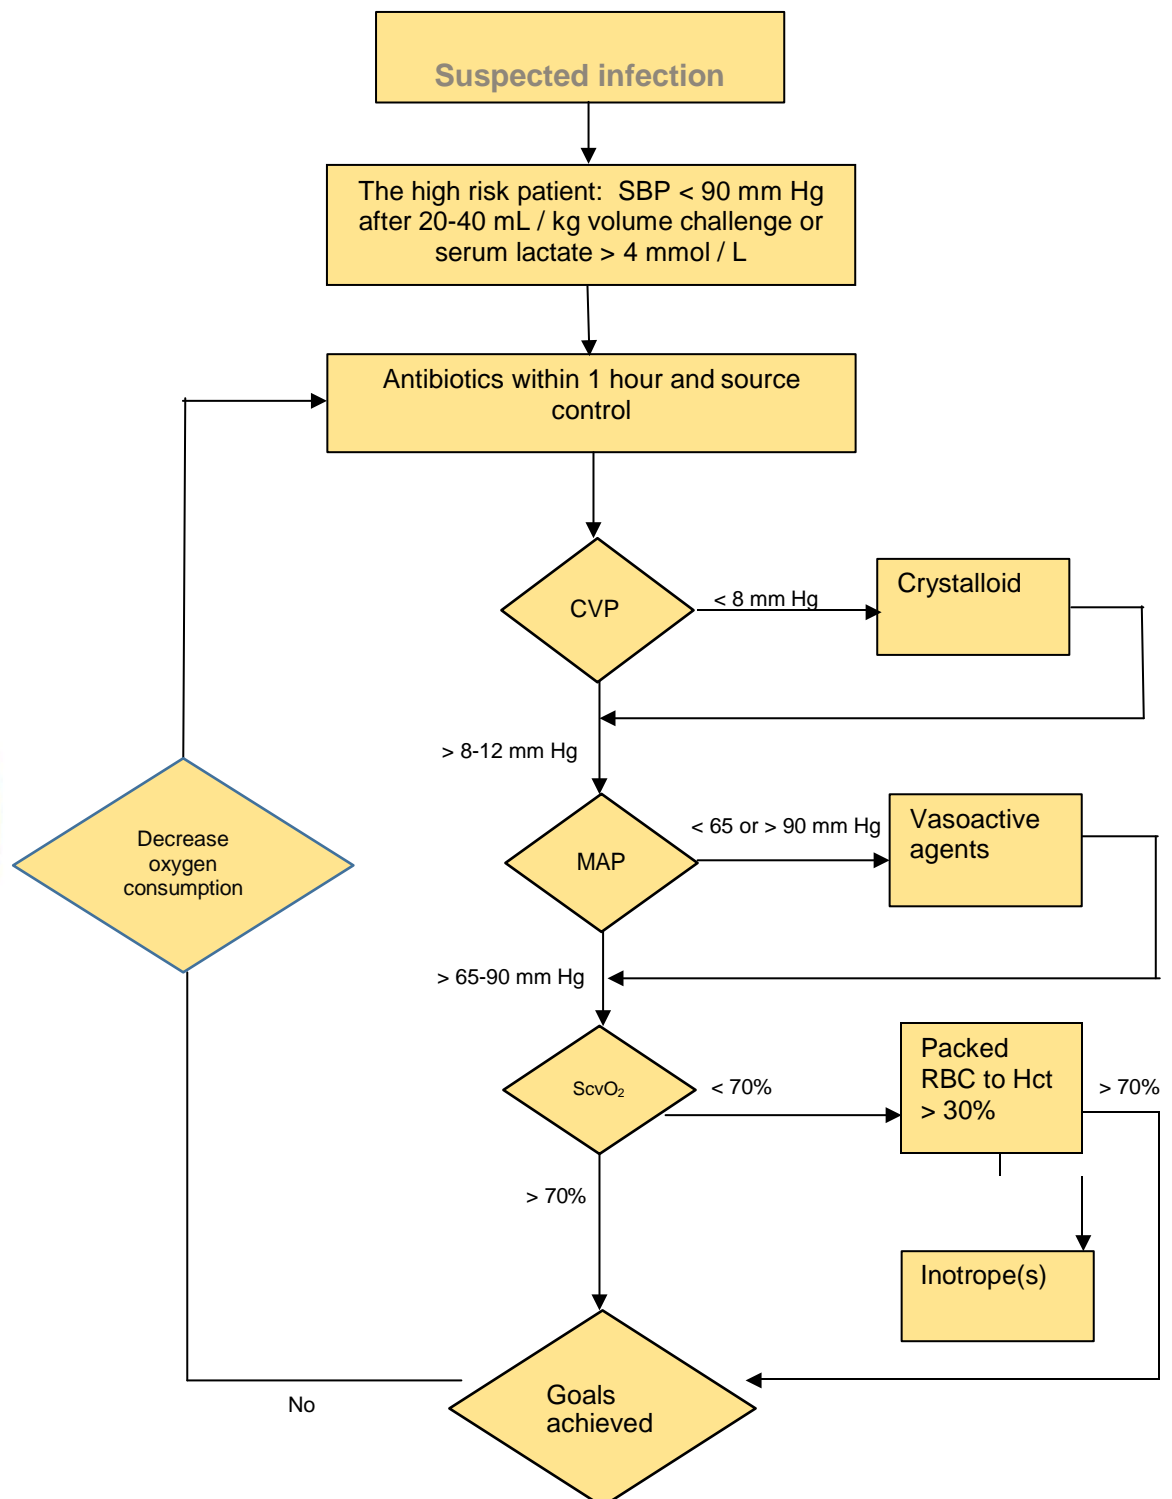 Suspected infection
The high risk patient: SBP < 90 mm Hg
after 20-40 mL / kg volume challenge or
serum lactate > 4 mmol / L
Antibiotics within 1 hour and source
control
CVP
< 8 mm Hg
Crystalloid
> 8-12 mm Hg
MAP
< 65 or > 90 mm Hg
Vasoactive
agents
Decrease
oxygen
consumption
> 65-90 mm Hg
ScvO₂
< 70%
Packed
RBC to Hct
> 30%
> 70%
> 70%
Inotrope(s)
Goals
achieved
No